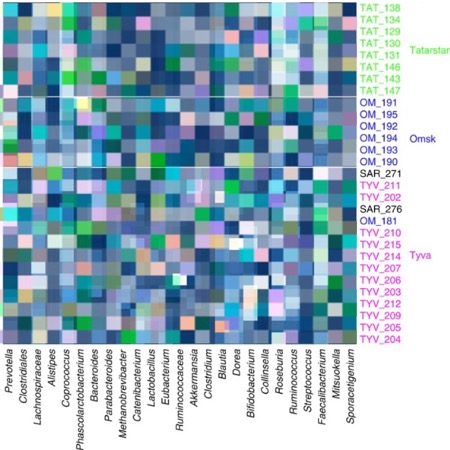 TAT_138
TAT_134
TAT_129
TAT_130
TAT_131
TAT_146
TAT_143
TAT_147
Tatarstar
OM_191
OM_195
OM_192
OM_194
OM_193
OM_190
Omsk
SAR_271
TYV_211
TYV_202
SAR_276
OM_181
TYV_210
TYV_215
TYV_214
TYV_207
TYV_206
TYV_203
TYV_212
TYV_209
TYV_205
TYV_204
Tyva
Prevotella
Clostridiales
Lachnospiraceae
Alistipes
Coprococcus
Phascolarctobacterium
Bacteroides
Parabacteroides
Methanobrevibacter
Catenibacterium
Lactobacillus
Eubacterium
Ruminococcaceae
Akkermansia
Clostridium
Blautia
Dorea
Bifidobacterium
Collinsella
Roseburia
Ruminococcus
Streptococcus
Faecalibacterium
Mitsuokella
Sporacetigenium